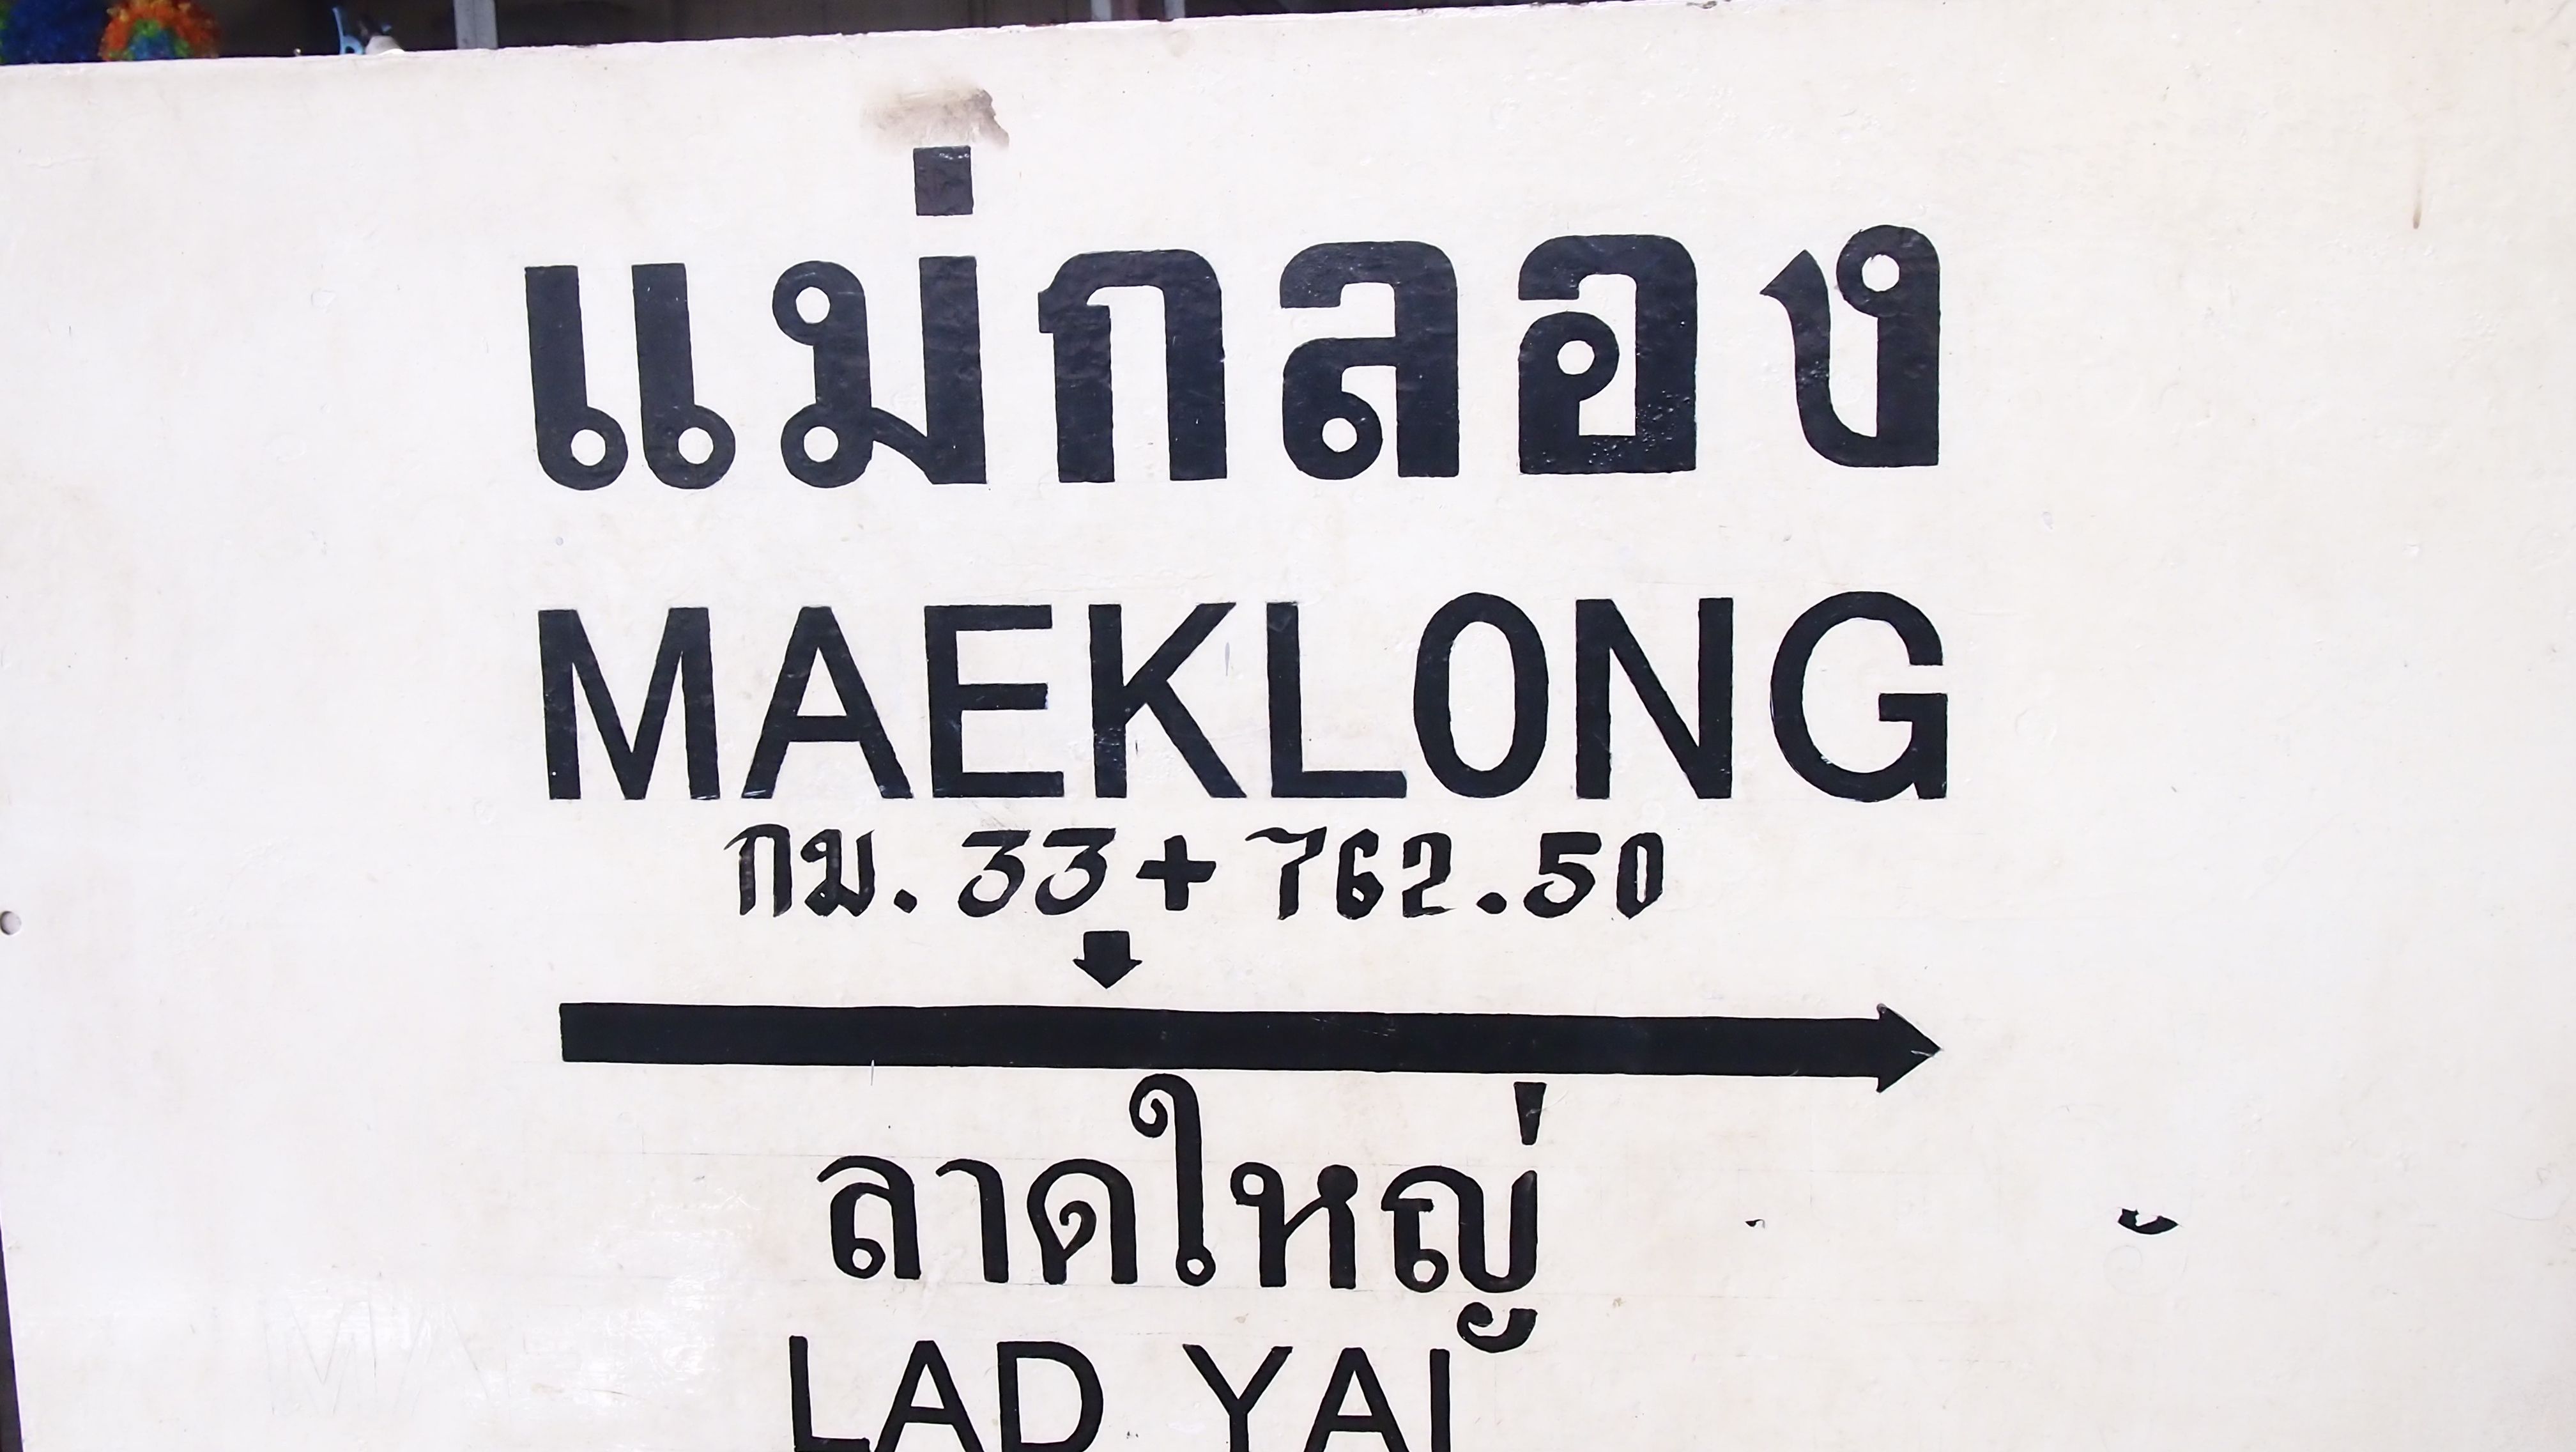 แม่กลอง
MAEKLONG
กม. 33 + 762.50
ลาดใหญ่
LAD YAI